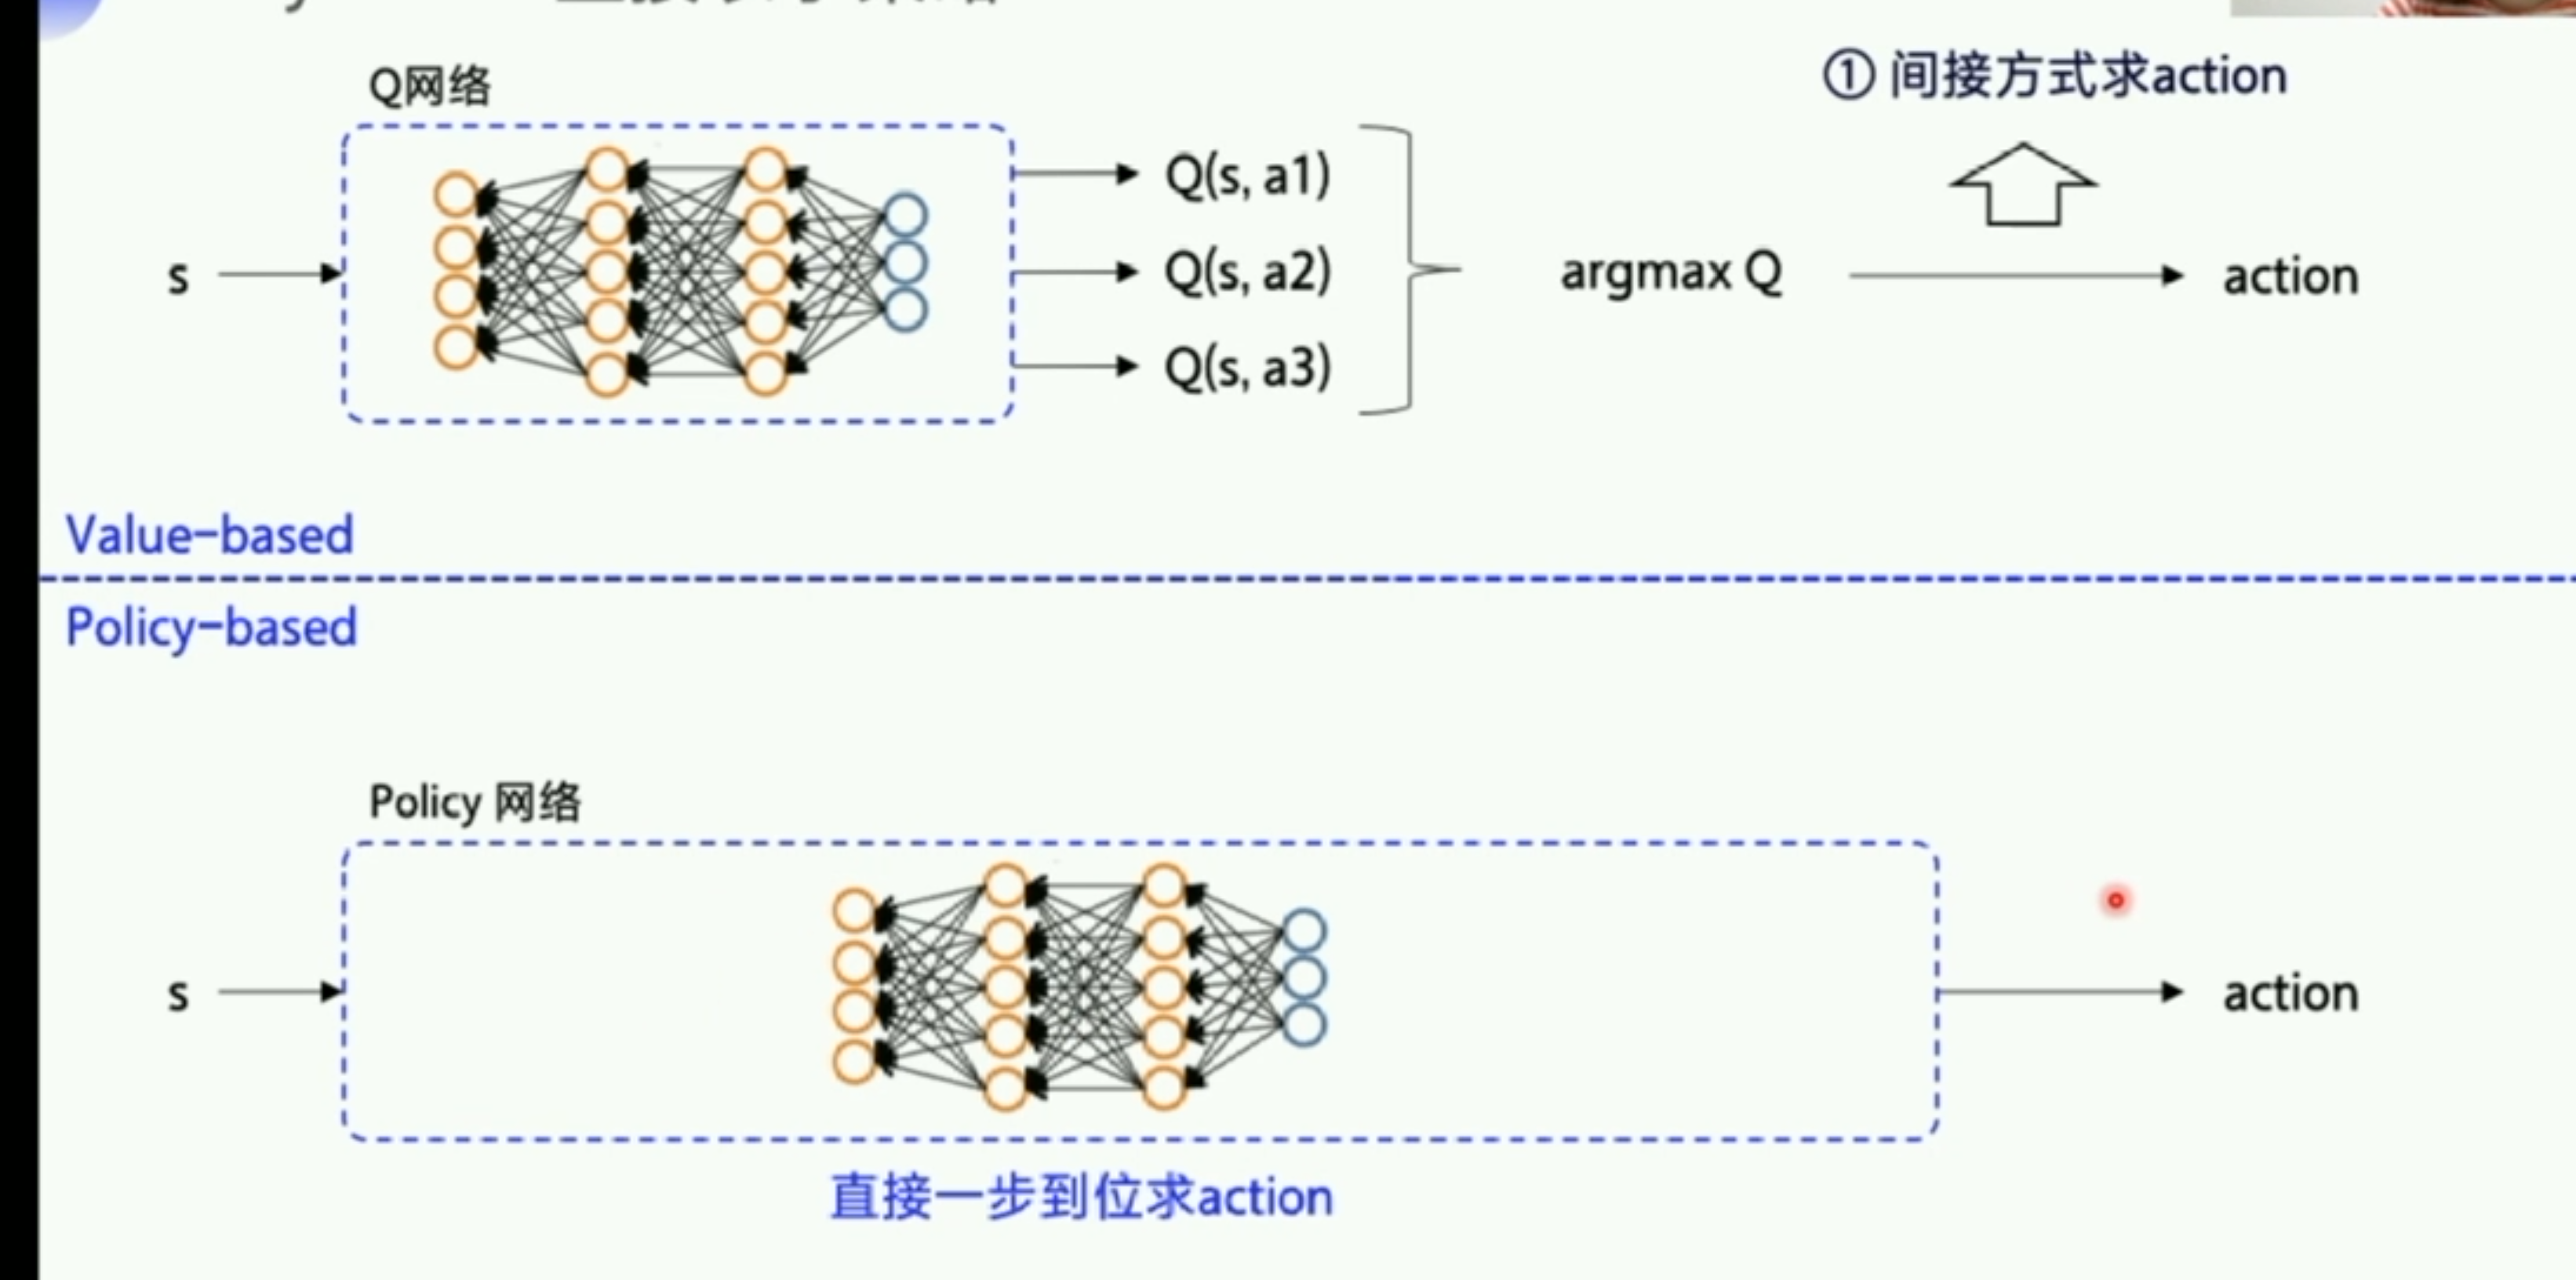 Q网络
① 间接方式求action
s
Q(s, a1)
Q(s, a2)
Q(s, a3)
argmax Q
action
Value-based
Policy-based
Policy 网络
s
action
直接一步到位求action